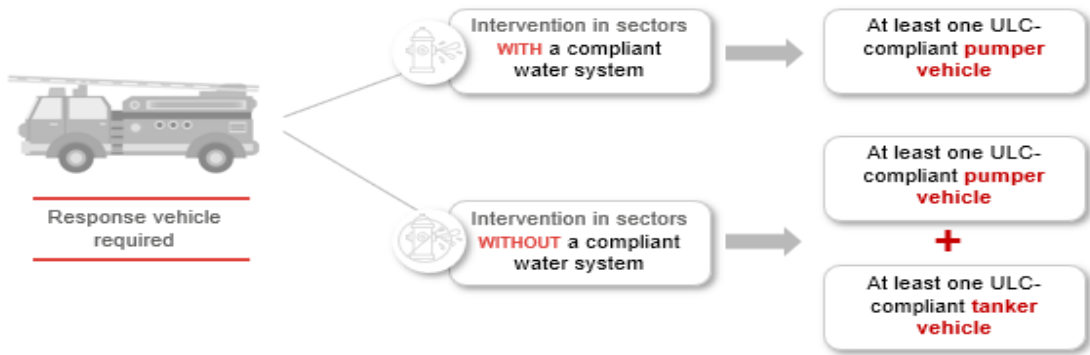 Response vehicle
required
Intervention in sectors
WITH a compliant
water system
At least one ULC-
compliant pumper
vehicle
Intervention in sectors
WITHOUT a compliant
water system
At least one ULC-
compliant pumper
vehicle
+
At least one ULC-
compliant tanker
vehicle